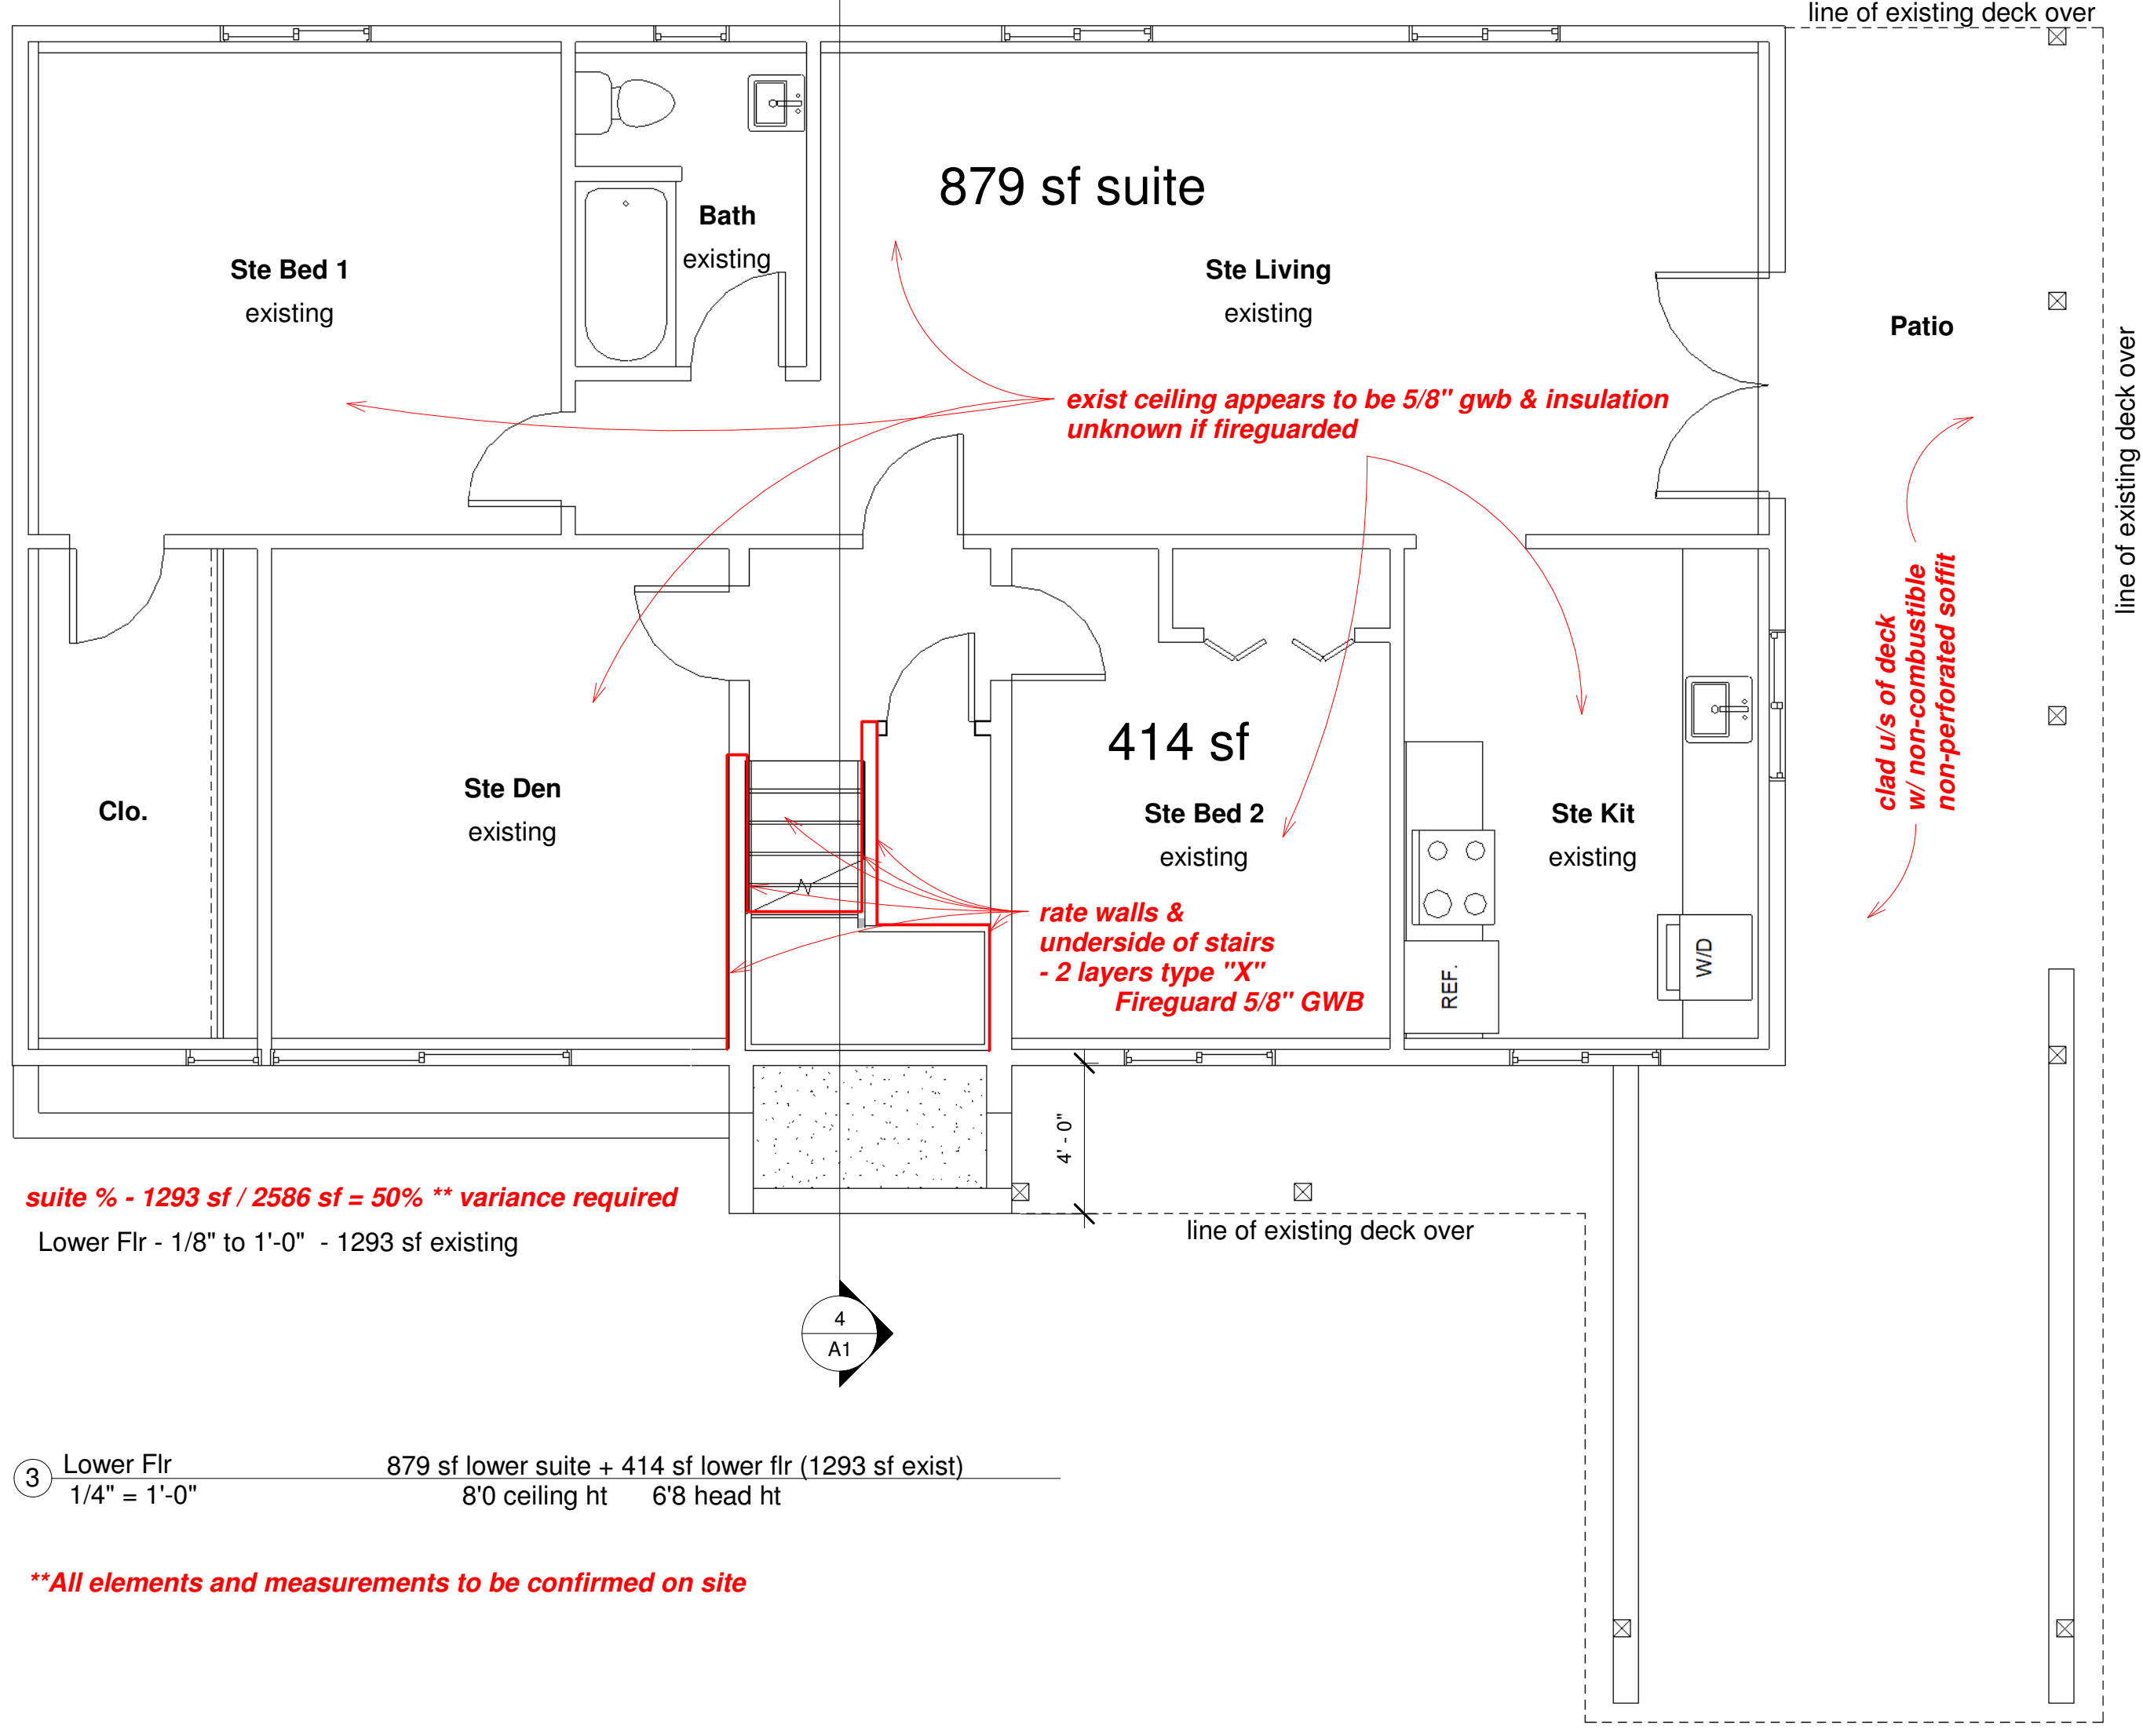 line of existing deck over
879 sf suite
Bath
existing
Ste Bed 1
existing
Ste Living
existing
Patio
line of existing deck over
exist ceiling appears to be 5/8" gwb & insulation
unknown if fireguarded
clad u/s of deck
w/ non-combustible
non-perforated soffit
414 sf
Clo.
Ste Den
existing
Ste Bed 2
existing
Ste Kit
existing
rate walls &
underside of stairs
- 2 layers type "X"
Fireguard 5/8" GWB
REF.
W/D
4' - 0"
suite % - 1293 sf / 2586 sf = 50% ** variance required
Lower Flr - 1/8" to 1'-0" - 1293 sf existing
line of existing deck over
4
A1
3
Lower Flr
879 sf lower suite + 414 sf lower flr (1293 sf exist)
1/4" = 1'-0"
8'0 ceiling ht 6'8 head ht
**All elements and measurements to be confirmed on site